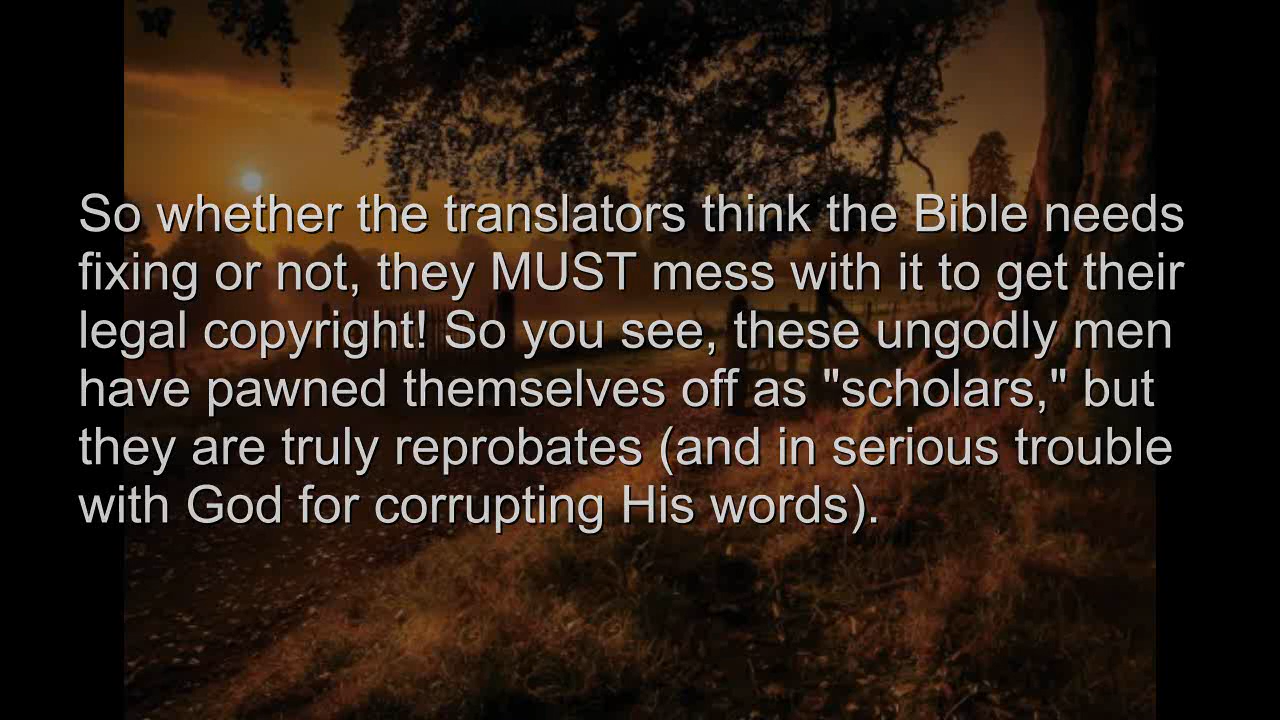 So whether the translators think the Bible needs
fixing or not, they MUST mess with it to get their
legal copyright! So you see, these ungodly men
have pawned themselves off as "scholars," but
they are truly reprobates (and in serious trouble
with God for corrupting His words).